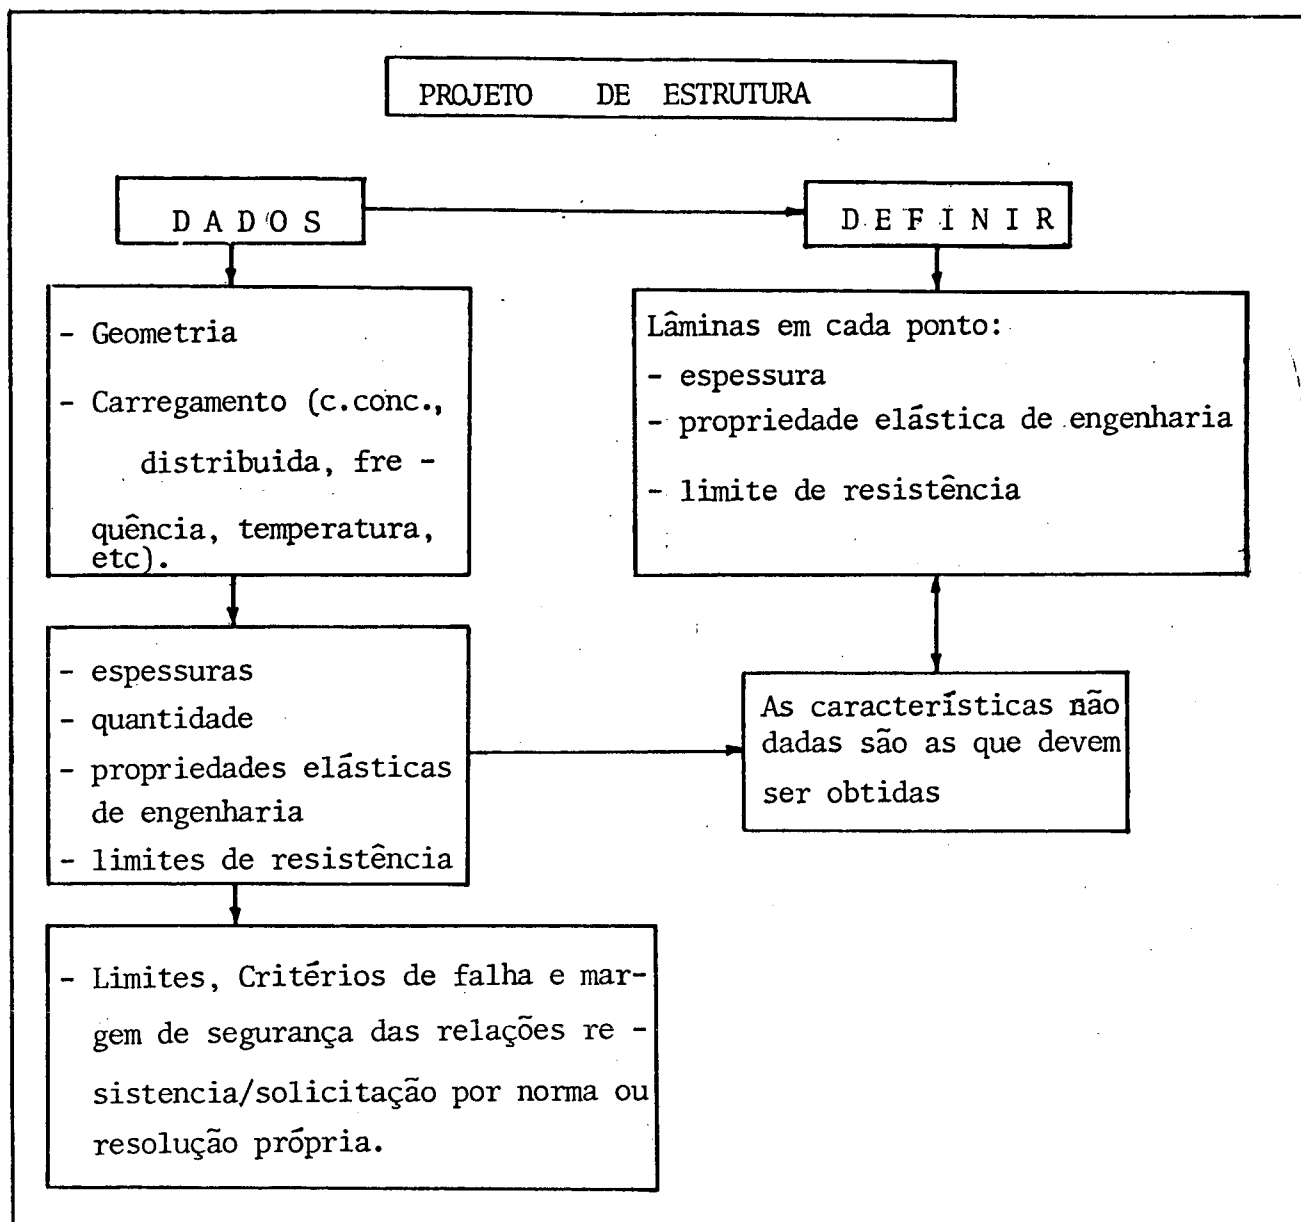 PROJETO DE ESTRUTURA
D A D O S
D E F I N I R
- Geometria
- Carregamento (c.conc.,
distribuida, fre -
quência, temperatura,
etc).
Lâminas em cada ponto:
- espessura
- propriedade elástica de engenharia
- limite de resistência
- espessuras
- quantidade
- propriedades elásticas
de engenharia
- limites de resistência
As características não
dadas são as que devem
ser obtidas
- Limites, Critérios de falha e mar-
gem de segurança das relações re -
sistencia/solicitação por norma ou
resolução própria.